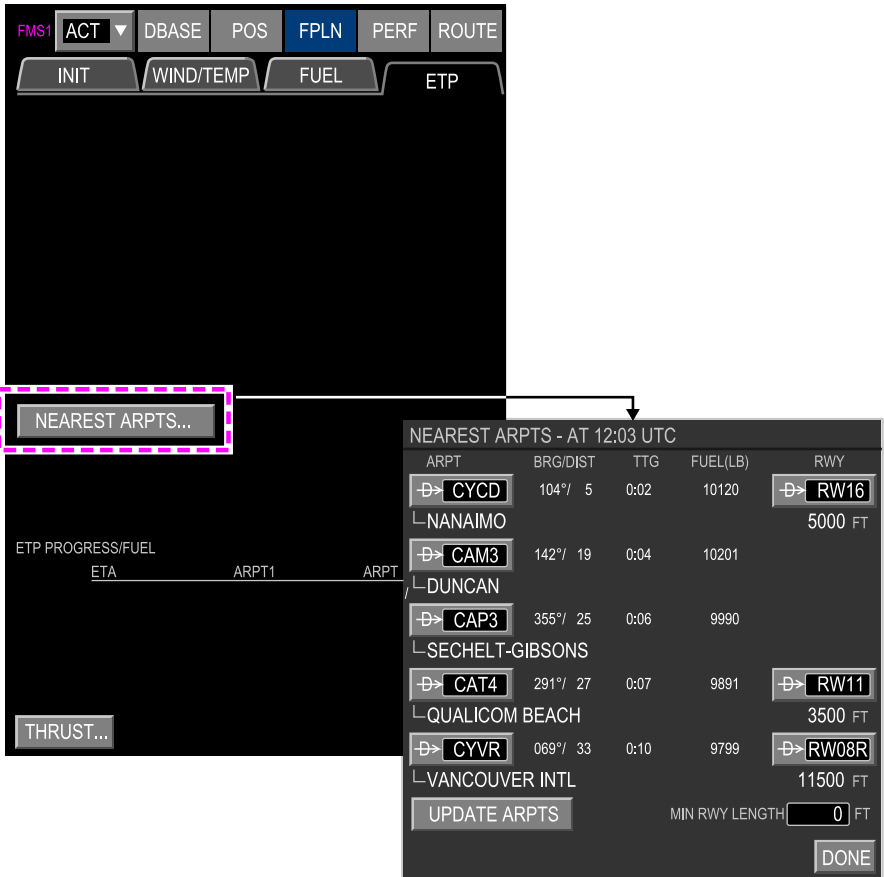 FMS1 ACT ▼ DBASE POS FPLN PERF ROUTE
INIT WIND/TEMP FUEL ETP
NEAREST ARPTS...
ETP PROGRESS/FUEL
ETA ARPT1 ARPT
THRUST...
NEAREST ARPTS - AT 12:03 UTC
ARPT BRG/DIST TTG FUEL(LB) RWY
D CYCD 104°/ 5 0:02 10120 D RW16
NANAIMO 5000 FT
D CAM3 142°/ 19 0:04 10201
/ DUNCAN
D CAP3 355°/ 25 0:06 9990
SECHELT-GIBSONS
D CAT4 291°/ 27 0:07 9891 D RW11
QUALICOM BEACH 3500 FT
D CYVR 069°/ 33 0:10 9799 D RW08R
VANCOUVER INTL 11500 FT
UPDATE ARPTS MIN RWY LENGTH 0 FT
DONE